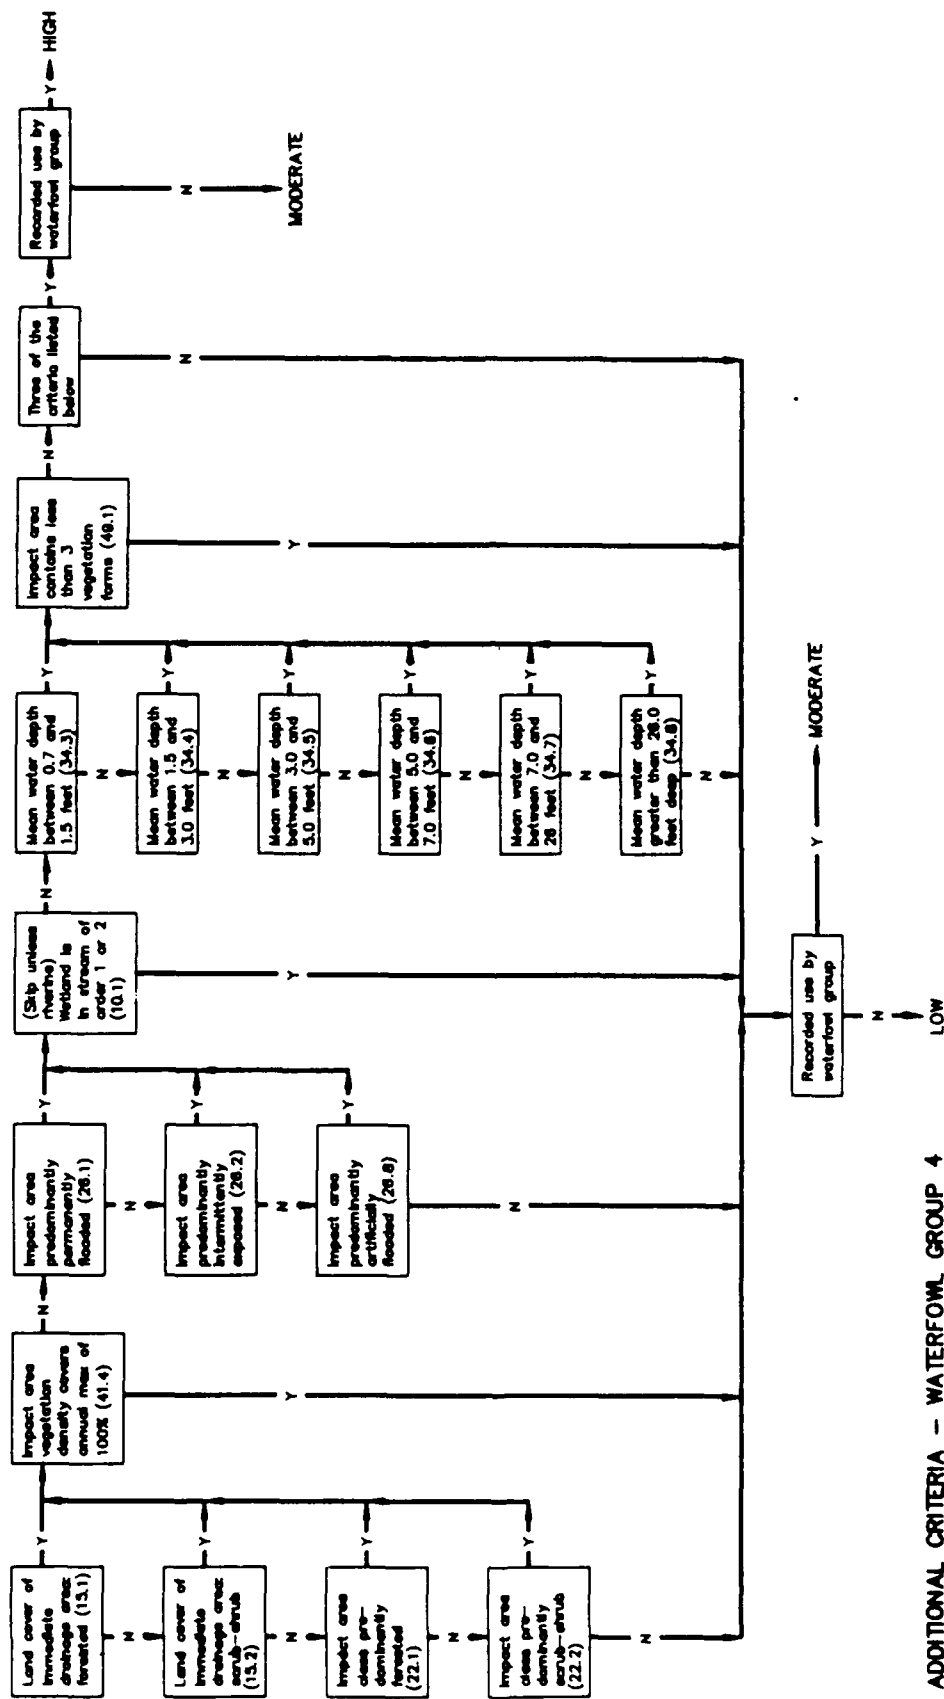 Land cover of
immediate
drainage area:
forested (15.1)
Y
N
Land cover of
immediate
drainage area:
scrub-shrub
(15.2)
Y
N
Impact area
class pre-
dominantly
forested
(22.1)
Y
N
Impact area
class pre-
dominantly
scrub-shrub
(22.2)
Y
N
Impact area
vegetation
density covers
annual max of
100% (41.4)
N
Y
Impact area
predominantly
permanently
flooded (26.1)
Y
N
Impact area
predominantly
intermittently
exposed (26.2)
Y
N
Impact area
predominantly
artificially
flooded (26.8)
Y
N
(Skip unless
riverine)
Wetland is
in stream of
order 1 or 2
(10.1)
N
Y
Mean water depth
between 0.7 and
1.5 feet (34.3)
Y
N
Mean water depth
between 1.5 and
3.0 feet (34.4)
Y
N
Mean water depth
between 3.0 and
5.0 feet (34.5)
Y
N
Mean water depth
between 5.0 and
7.0 feet (34.6)
Y
N
Mean water depth
between 7.0 and
26 feet (34.7)
Y
N
Mean water depth
greater than 26.0
feet deep (34.8)
Y
N
Impact area
contains less
than 3
vegetation
forms (49.1)
N
Y
Three of the
criteria listed
below
Y
N
Recorded use by
waterfowl group
Y
HIGH
N
MODERATE
Recorded use by
waterfowl group
Y
MODERATE
N
LOW
ADDITIONAL CRITERIA - WATERFOWL GROUP 4